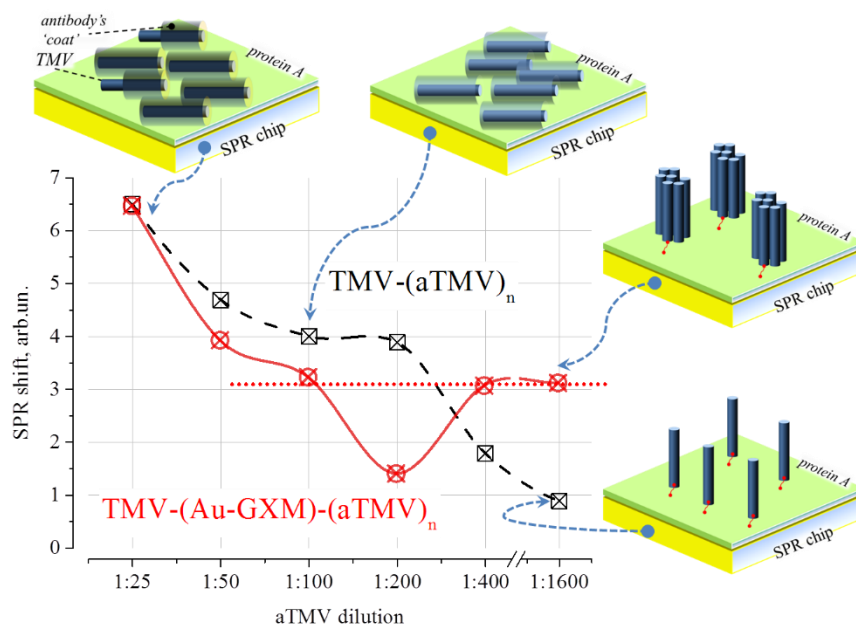 antibody's
'coat'
TMV
protein A
SPR chip
protein A
SPR chip
protein A
SPR chip
protein A
SPR chip
7
6
5
4
3
2
1
0
SPR shift, arb.un.
TMV-(aTMV)n
TMV-(Au-GXM)-(aTMV)n
1:25 1:50 1:100 1:200 1:400 1:1600
aTMV dilution